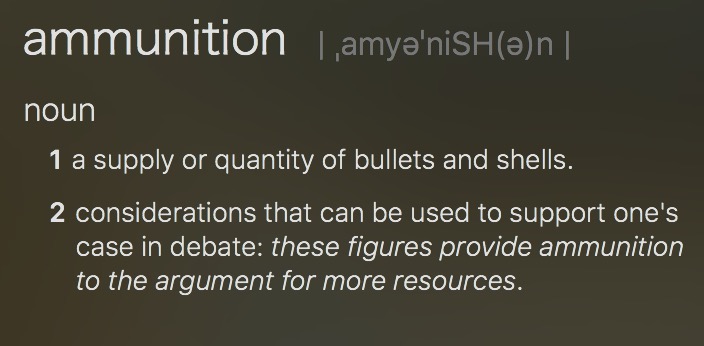 ammunition | ˌamyəˈniSH(ə)n |
noun
1 a supply or quantity of bullets and shells.
2 considerations that can be used to support one's
case in debate: these figures provide ammunition
to the argument for more resources.